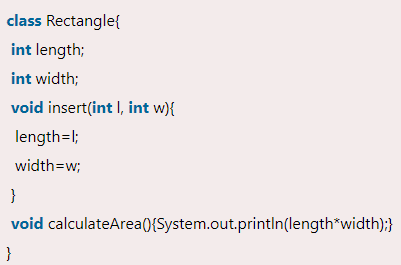 class Rectangle{
int length;
int width;
void insert(int l, int w){
length=l;
width=w;
}
void calculateArea(){System.out.println(length*width);}
}